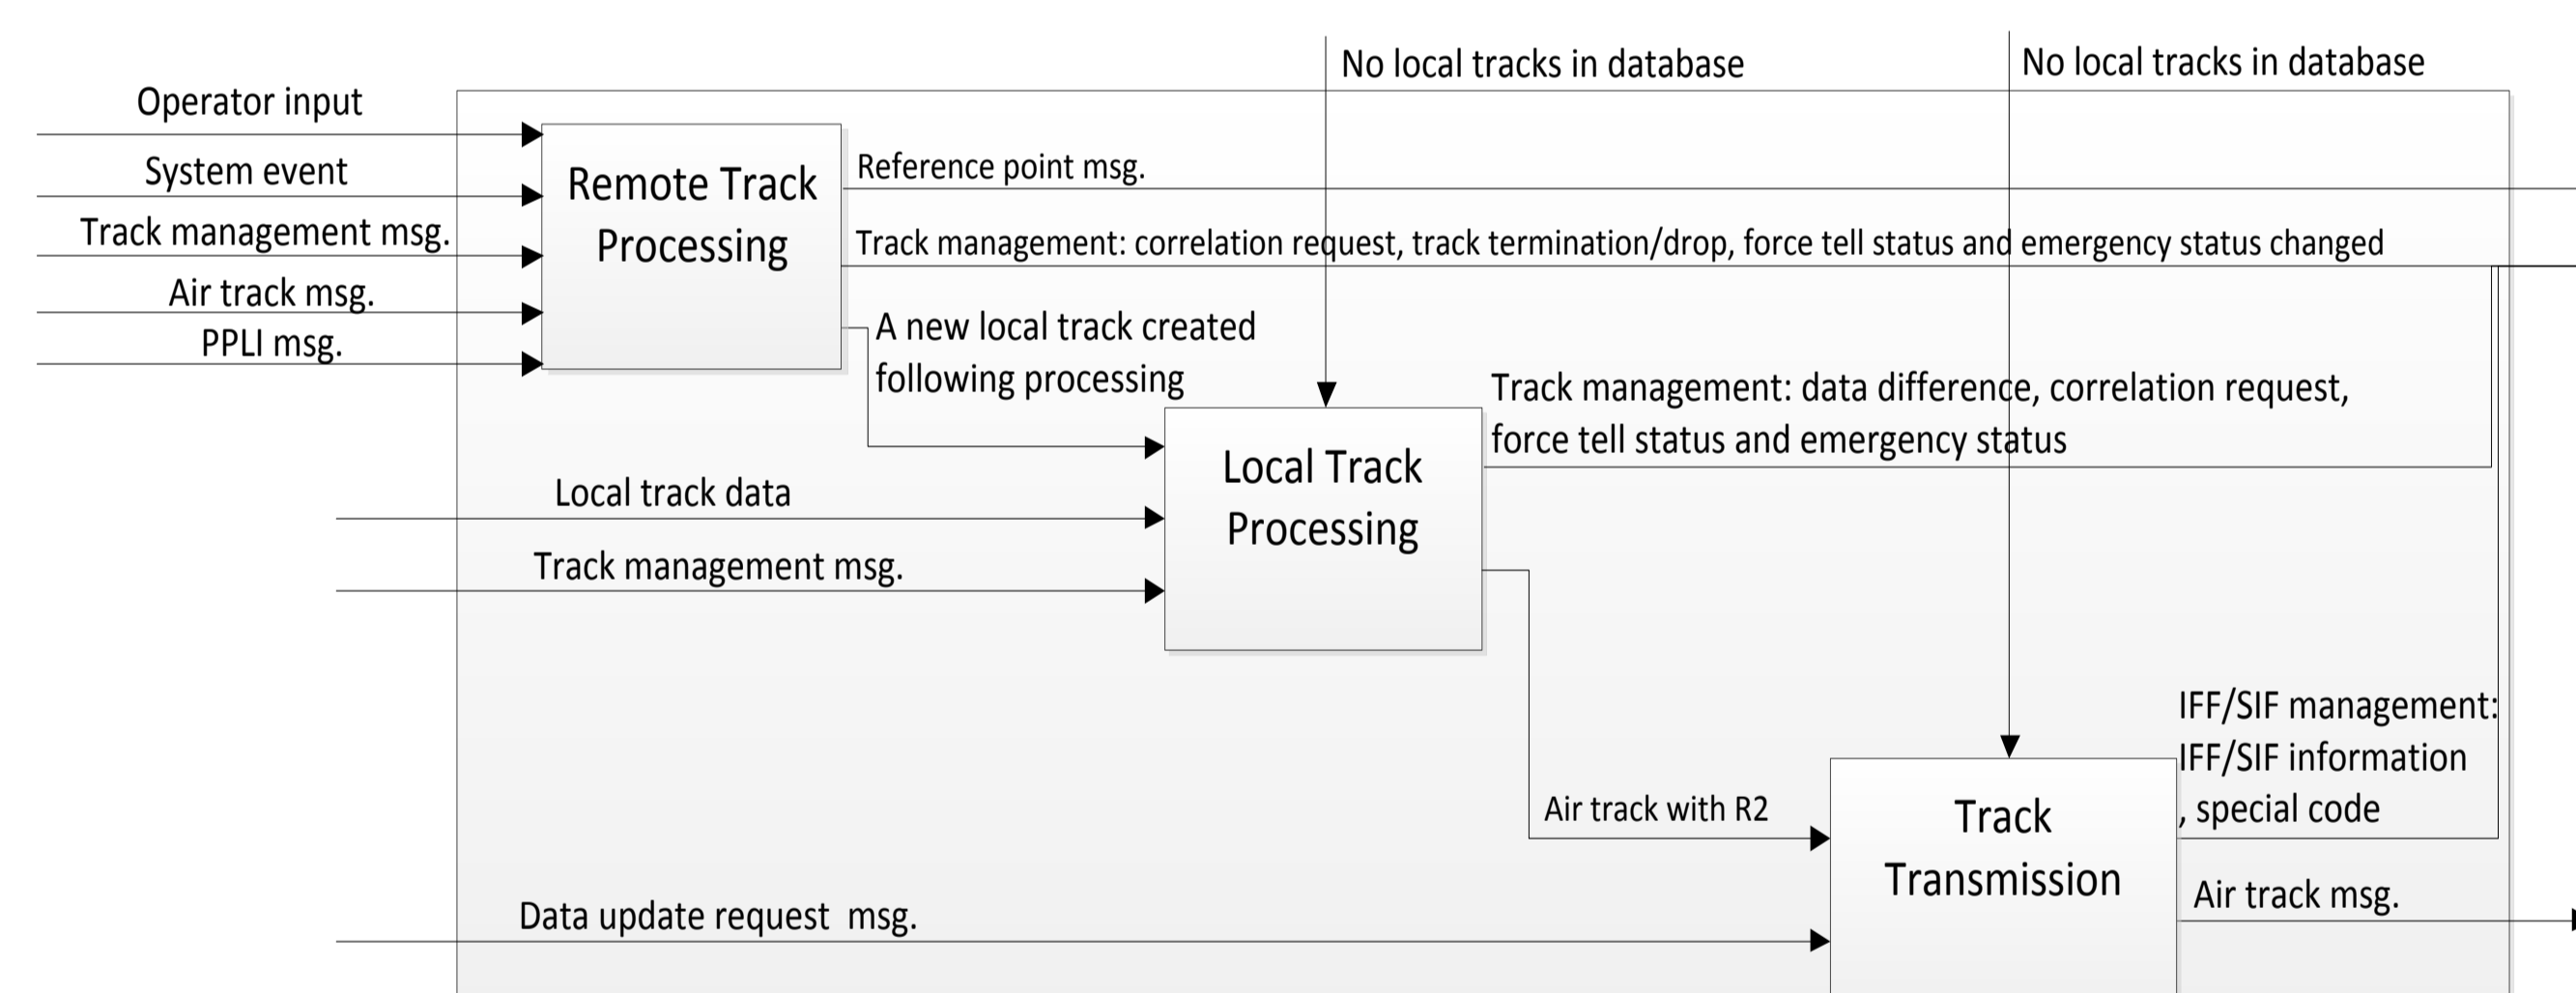 No local tracks in database
No local tracks in database
Operator input
System event
Track management msg.
Air track msg.
PPLI msg.
Remote Track
Processing
Reference point msg.
Track management: correlation request, track termination/drop, force tell status and emergency status changed
A new local track created
following processing
Track management: data difference, correlation request,
force tell status and emergency status
Local Track
Processing
Local track data
Track management msg.
IFF/SIF management:
IFF/SIF information
, special code
Air track with R2
Track
Transmission
Air track msg.
Data update request  msg.